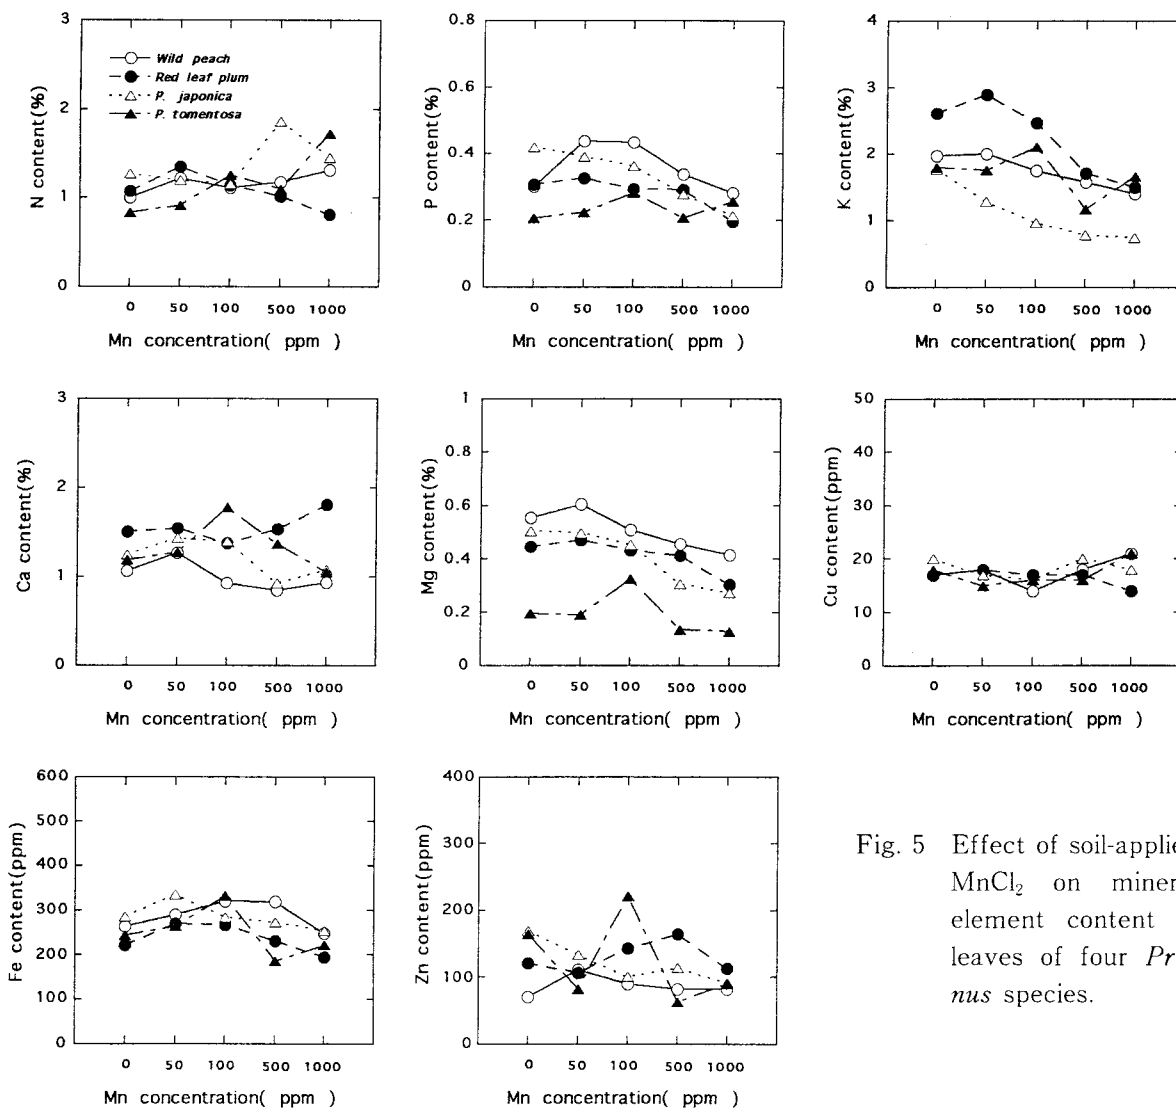 3
2
1
0
N content(%)
Wild peach
Red leaf plum
P. japonica
P. tomentosa
0 50 100 500 1000
Mn concentration( ppm )
0.8
0.6
0.4
0.2
0
P content(%)
0 50 100 500 1000
Mn concentration( ppm )
4
3
2
1
0
K content(%)
0 50 100 500 1000
Mn concentration( ppm )
3
2
1
0
Ca content(%)
0 50 100 500 1000
Mn concentration( ppm )
1
0.8
0.6
0.4
0.2
0
Mg content(%)
0 50 100 500 1000
Mn concentration( ppm )
50
40
30
20
10
0
Cu content(ppm)
0 50 100 500 1000
Mn concentration( ppm )
600
500
400
300
200
100
0
Fe content(ppm)
0 50 100 500 1000
Mn concentration( ppm )
400
300
200
100
0
Zn content(ppm)
0 50 100 500 1000
Mn concentration( ppm )
Fig. 5 Effect of soil-applie
MnCl₂ on miner
element content
leaves of four Pr
nus species.